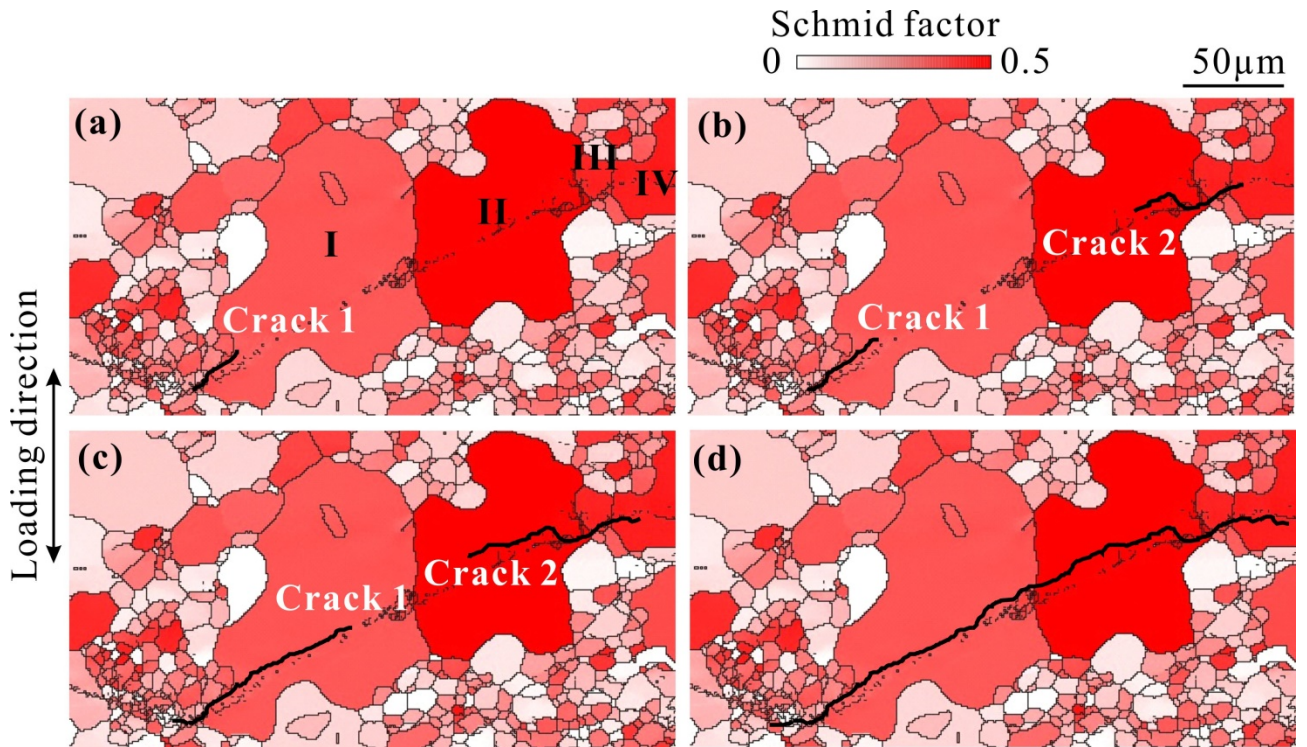 Schmid factor
0 0.5
50µm
(a)
(b)
III
IV
II
I
Crack 1
Crack 2
Crack 1
Loading direction
(c)
(d)
Crack 1
Crack 2